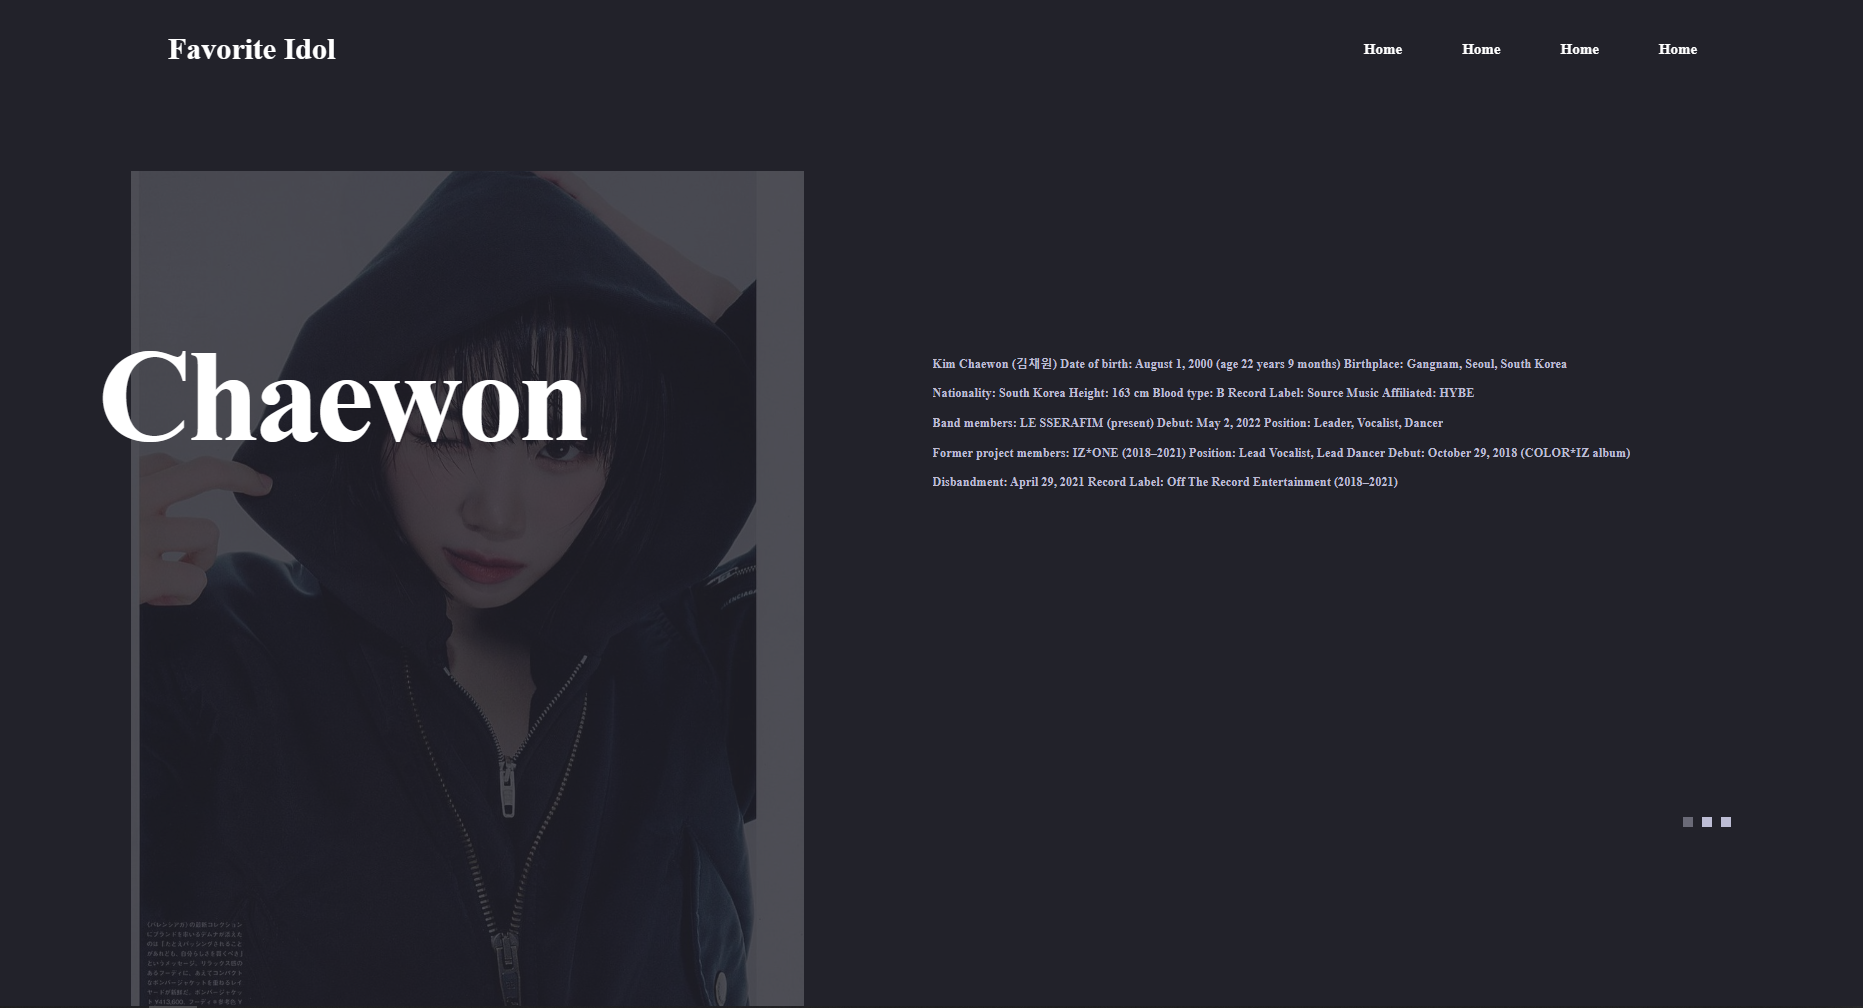 Favorite Idol
Home Home Home Home
Chaewon
Kim Chaewon (김채원) Date of birth: August 1, 2000 (age 22 years 9 months) Birthplace: Gangnam, Seoul, South Korea
Nationality: South Korea Height: 163 cm Blood type: B Record Label: Source Music Affiliated: HYBE
Band members: LE SSERAFIM (present) Debut: May 2, 2022 Position: Leader, Vocalist, Dancer
Former project members: IZ*ONE (2018–2021) Position: Lead Vocalist, Lead Dancer Debut: October 29, 2018 (COLOR*IZ album)
Disbandment: April 29, 2021 Record Label: Off The Record Entertainment (2018–2021)